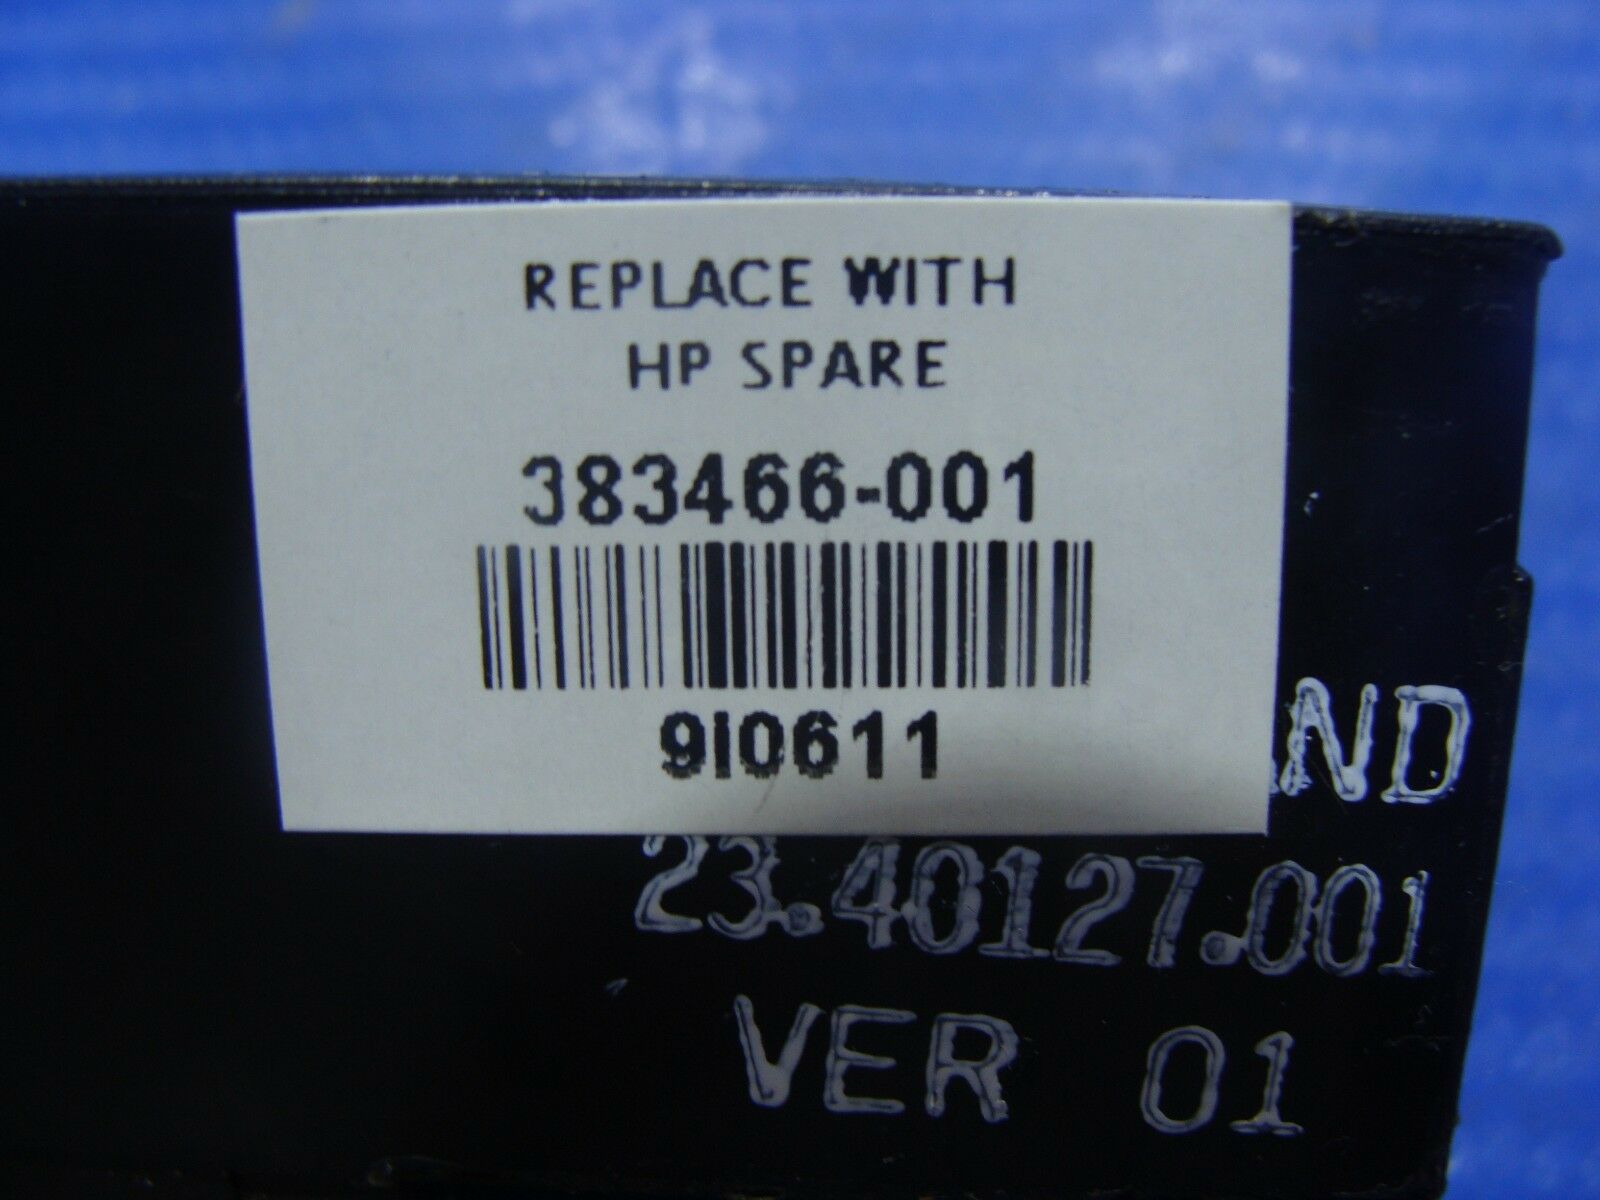 REPLACE WITH
HP SPARE
383466-001
9I0611
ND
23.40127.001
VER 01